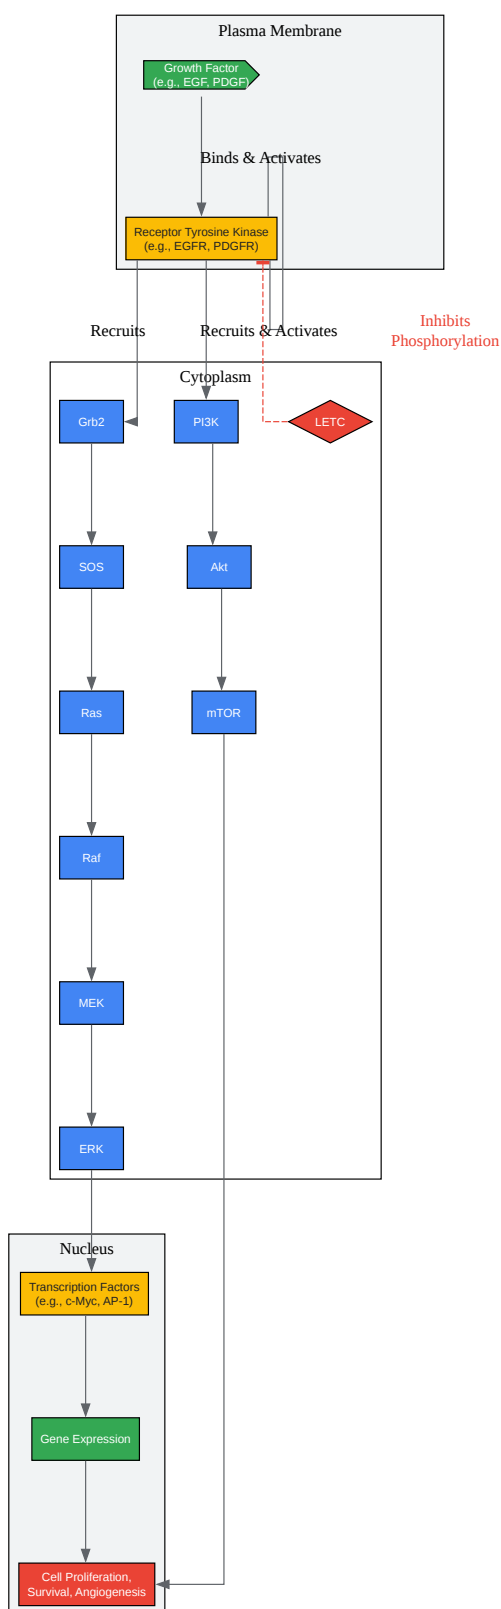 Plasma Membrane
Growth Factor
(e.g., EGF, PDGF)
Binds & Activates
Receptor Tyrosine Kinase
(e.g., EGFR, PDGFR)
Recruits
Recruits & Activates
Inhibits
Phosphorylation
Cytoplasm
Grb2
PI3K
LETC
SOS
Akt
Ras
mTOR
Raf
MEK
ERK
Nucleus
Transcription Factors
(e.g., c-Myc, AP-1)
Gene Expression
Cell Proliferation,
Survival, Angiogenesis